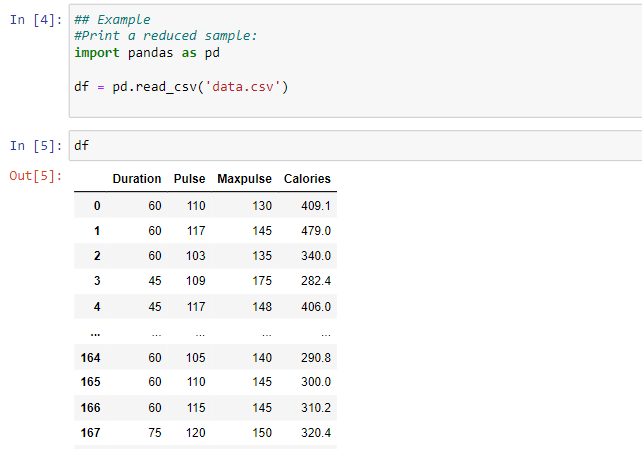 In [4]: ## Example
#Print a reduced sample:
import pandas as pd
df = pd.read_csv('data.csv')
In [5]: df
Out[5]:
Duration Pulse Maxpulse Calories
0 60 110 130 409.1
1 60 117 145 479.0
2 60 103 135 340.0
3 45 109 175 282.4
4 45 117 148 406.0
... ... ... ... ...
164 60 105 140 290.8
165 60 110 145 300.0
166 60 115 145 310.2
167 75 120 150 320.4